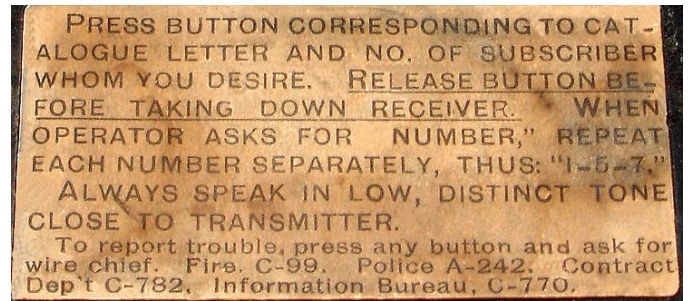 PRESS BUTTON CORRESPONDING TO CAT-
ALOGUE LETTER AND NO. OF SUBSCRIBER
WHOM YOU DESIRE. RELEASE BUTTON BE-
FORE TAKING DOWN RECEIVER. WHEN
OPERATOR ASKS FOR NUMBER," REPEAT
EACH NUMBER SEPARATELY, THUS: "1-5-7."
ALWAYS SPEAK IN LOW, DISTINCT TONE
CLOSE TO TRANSMITTER.
To report trouble, press any button and ask for
wire chief. Fire. C-99. Police A-242. Contract
Dep't C-782. Information Bureau, C-770.